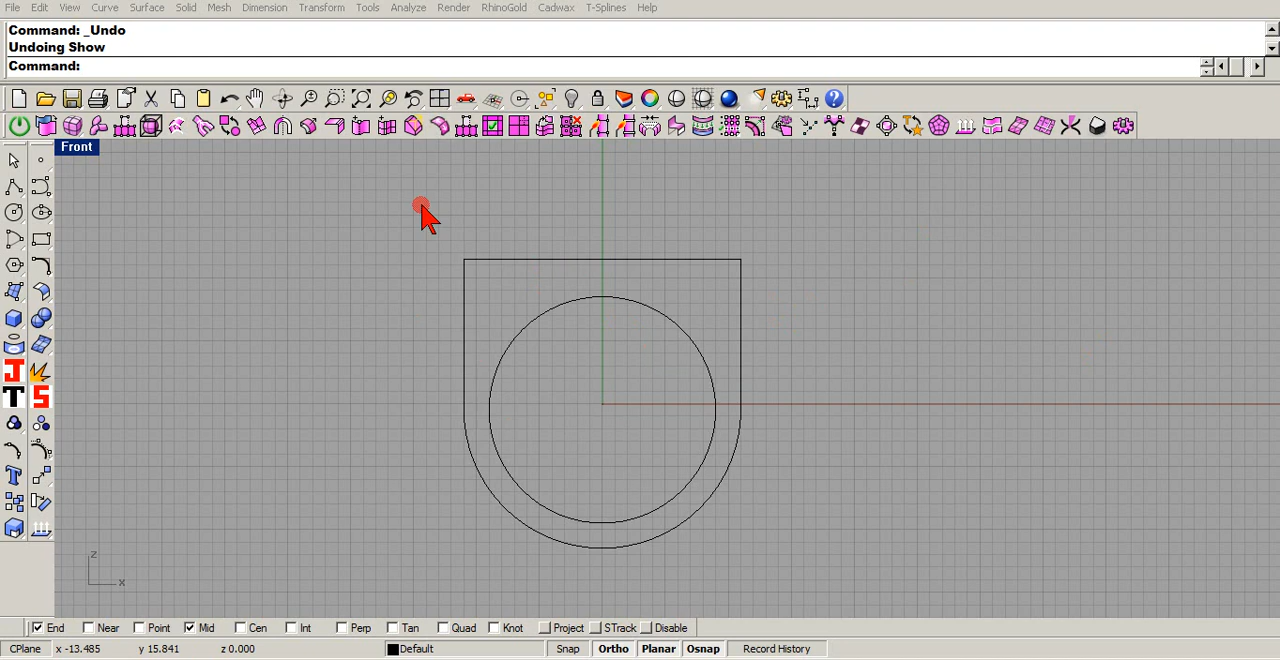 File Edit View Curve Surface Solid Mesh Dimension Transform Tools Analyze Render RhinoGold Cadwax T-Splines Help
Command: _Undo
Undoing Show
Command:
Front
J
T S
T
z
x
End Near Point Mid Cen Int Perp Tan Quad Knot Project STrack Disable
CPlane x -13.485 y 15.841 z 0.000 Default Snap Ortho Planar Osnap Record History